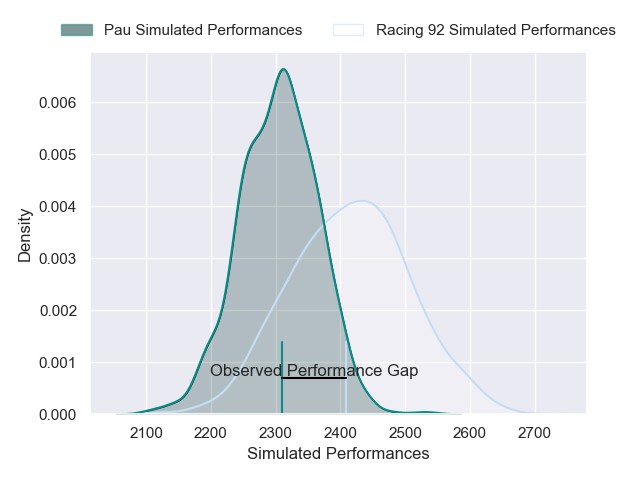 Pau Simulated Performances
Racing 92 Simulated Performances
0.006
0.005
0.004
0.003
0.002
0.001
0.000
Density
Observed Performance Gap
2100 2200 2300 2400 2500 2600 2700
Simulated Performances